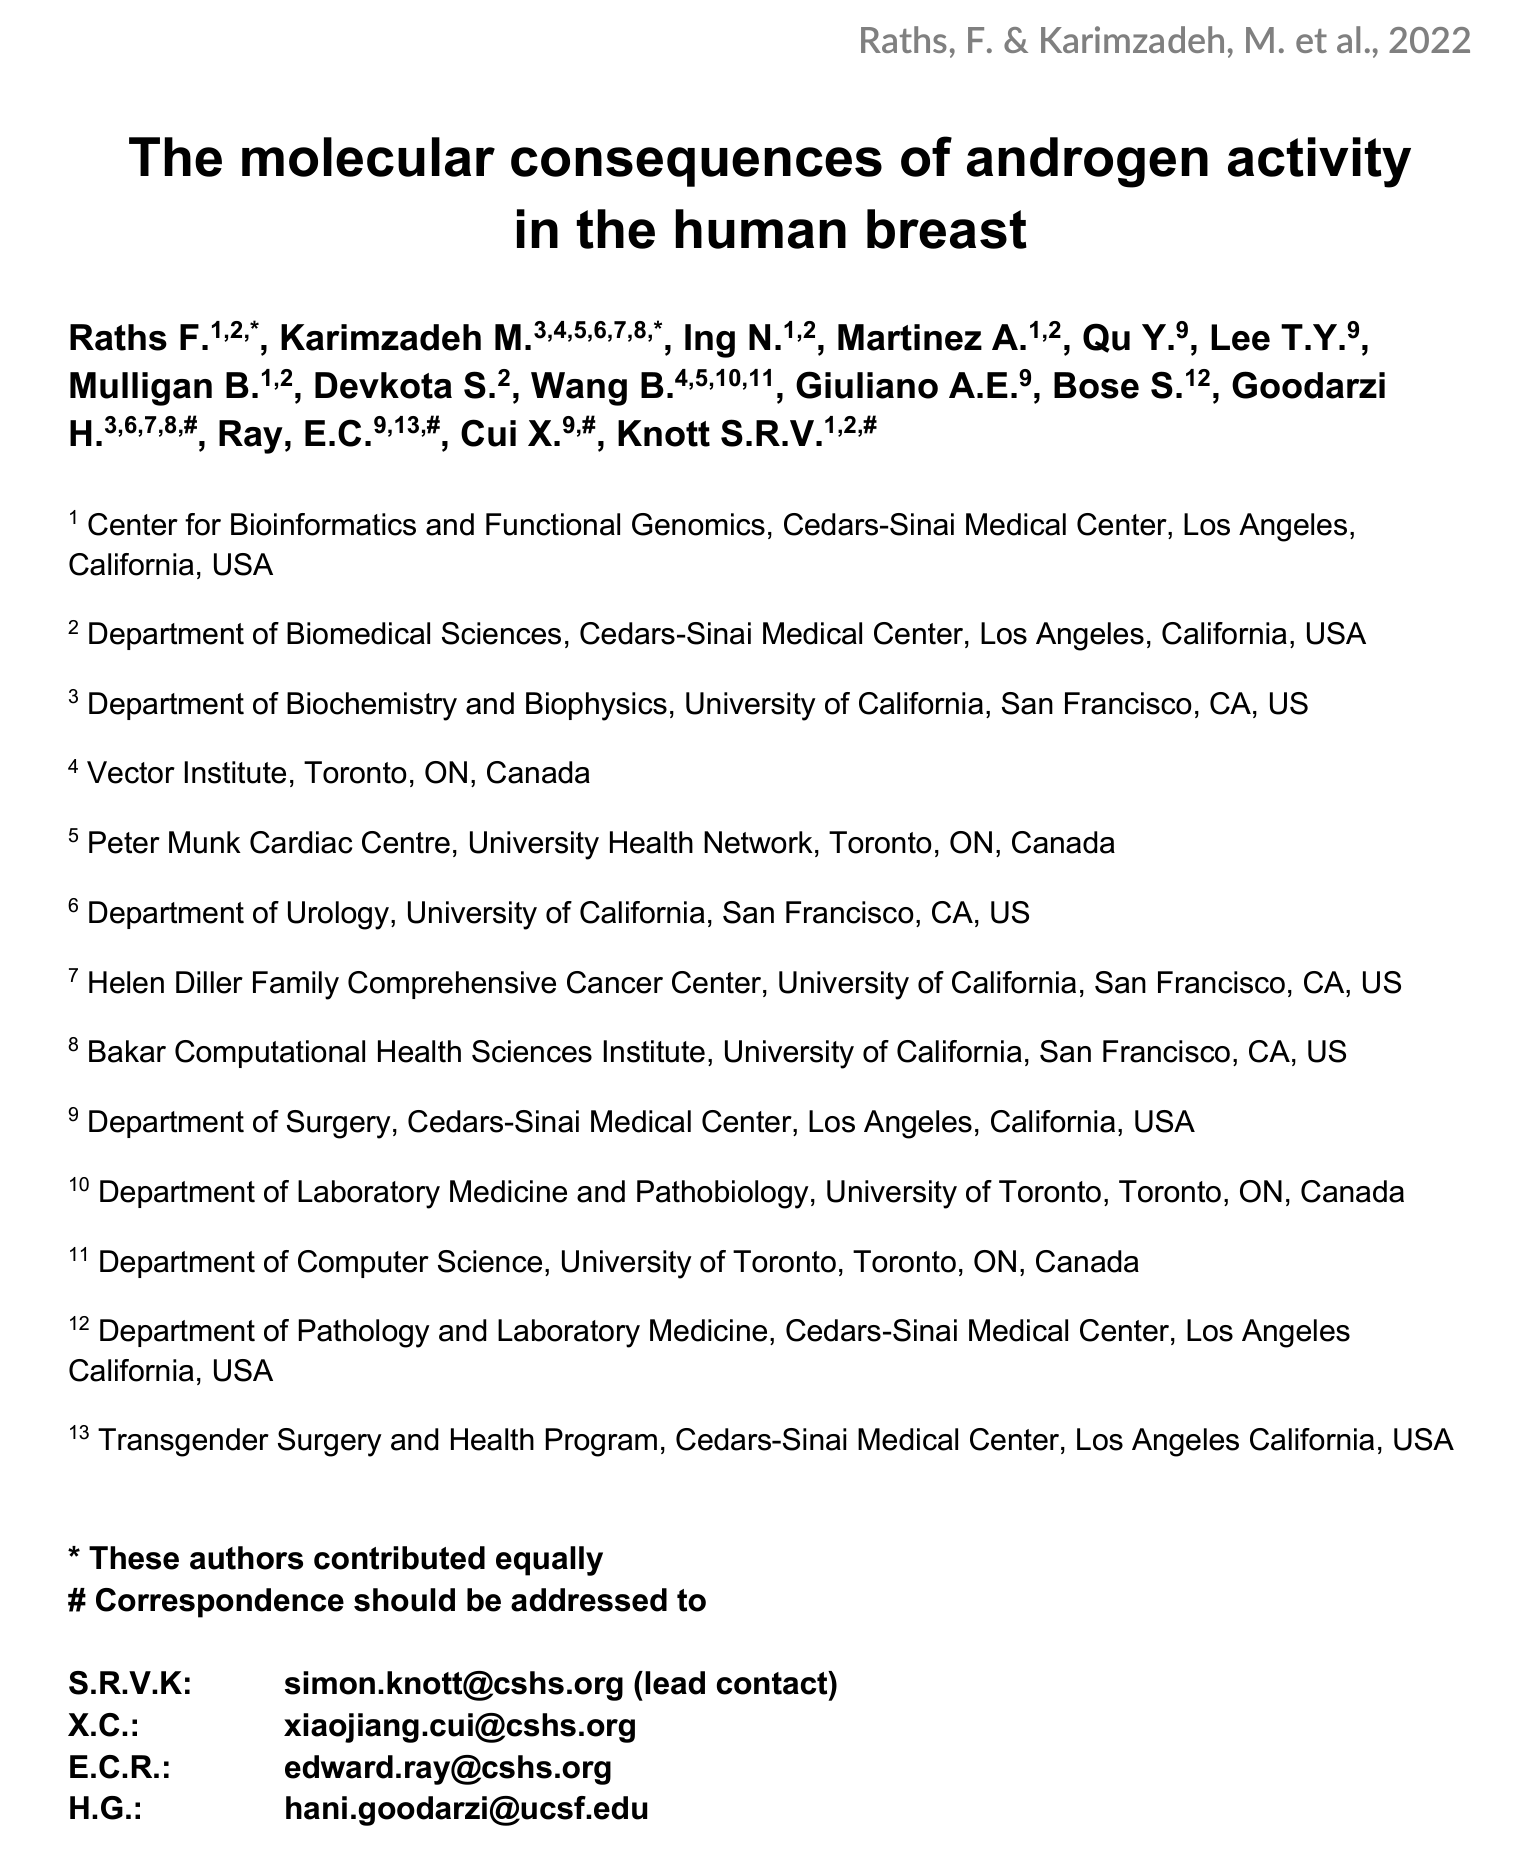 Raths, F. & Karimzadeh, M. et al., 2022
The molecular consequences of androgen activity
in the human breast
Raths F.1,2,*, Karimzadeh M.3,4,5,6,7,8,*, Ing N.1,2, Martinez A.1,2, Qu Y.9, Lee T.Y.9,
Mulligan B.1,2, Devkota S.2, Wang B.4,5,10,11, Giuliano A.E.9, Bose S.12, Goodarzi
H.3,6,7,8,#, Ray, E.C.9,13,#, Cui X.9,#, Knott S.R.V.1,2,#
1 Center for Bioinformatics and Functional Genomics, Cedars-Sinai Medical Center, Los Angeles,
California, USA
2 Department of Biomedical Sciences, Cedars-Sinai Medical Center, Los Angeles, California, USA
3 Department of Biochemistry and Biophysics, University of California, San Francisco, CA, US
4 Vector Institute, Toronto, ON, Canada
5 Peter Munk Cardiac Centre, University Health Network, Toronto, ON, Canada
6 Department of Urology, University of California, San Francisco, CA, US
7 Helen Diller Family Comprehensive Cancer Center, University of California, San Francisco, CA, US
8 Bakar Computational Health Sciences Institute, University of California, San Francisco, CA, US
9 Department of Surgery, Cedars-Sinai Medical Center, Los Angeles, California, USA
10 Department of Laboratory Medicine and Pathobiology, University of Toronto, Toronto, ON, Canada
11 Department of Computer Science, University of Toronto, Toronto, ON, Canada
12 Department of Pathology and Laboratory Medicine, Cedars-Sinai Medical Center, Los Angeles
California, USA
13 Transgender Surgery and Health Program, Cedars-Sinai Medical Center, Los Angeles California, USA
* These authors contributed equally
# Correspondence should be addressed to
S.R.V.K: simon.knott@cshs.org (lead contact)
X.C.: xiaojiang.cui@cshs.org
E.C.R.: edward.ray@cshs.org
H.G.: hani.goodarzi@ucsf.edu